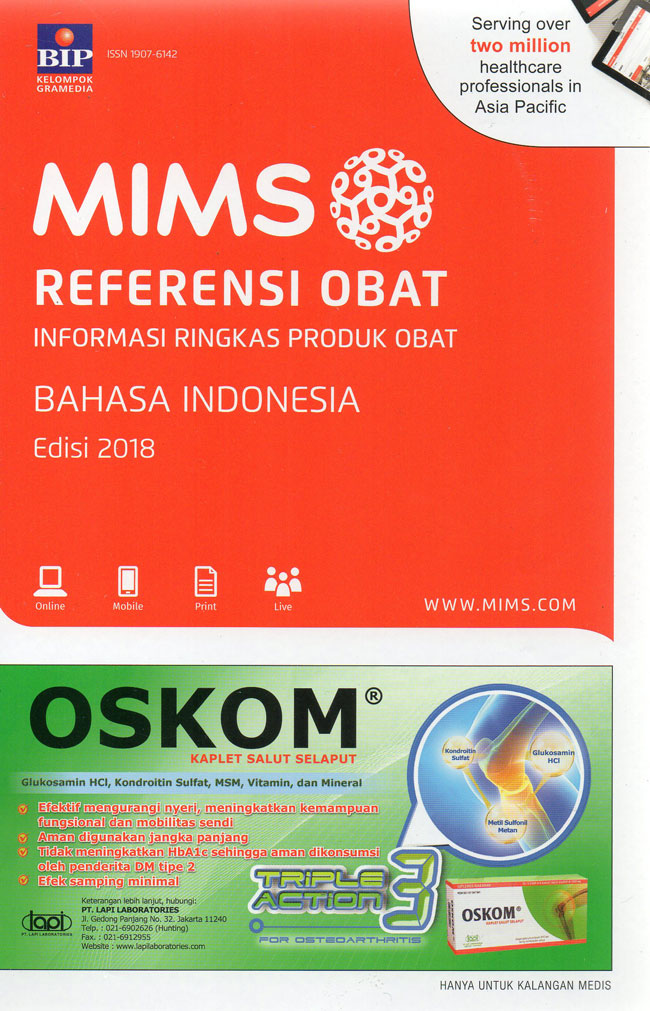 BIP
KELOMPOK
GRAMEDIA
ISSN 1907-6142
Serving over
two million
healthcare
professionals in
Asia Pacific
MIMS
REFERENSI OBAT
INFORMASI RINGKAS PRODUK OBAT
BAHASA INDONESIA
Edisi 2018
Online
Mobile
Print
Live
WWW.MIMS.COM
OSKOM®
KAPLET SALUT SELAPUT
Glukosamin HCl, Kondroitin Sulfat, MSM, Vitamin, dan Mineral
Efektif mengurangi nyeri, meningkatkan kemampuan
fungsional dan mobilitas sendi
Aman digunakan jangka panjang
Tidak meningkatkan HbA1c sehingga aman dikonsumsi
oleh penderita DM tipe 2
Efek samping minimal
Kondroitin
Sulfat
Glukosamin
HCl
Metil Sulfonil
Metan
TRIPLE
ACTION
3
FOR OSTEOARTHRITIS
lapi
PT. LAPI LABORATORIES
Keterangan lebih lanjut, hubungi:
PT. LAPI LABORATORIES
Jl. Gedong Panjang No. 32. Jakarta 11240
Telp. : 021-6902626 (Hunting)
Fax. : 021-6912955
Website : www.lapilaboratories.com
OSKOM®
HANYA UNTUK KALANGAN MEDIS